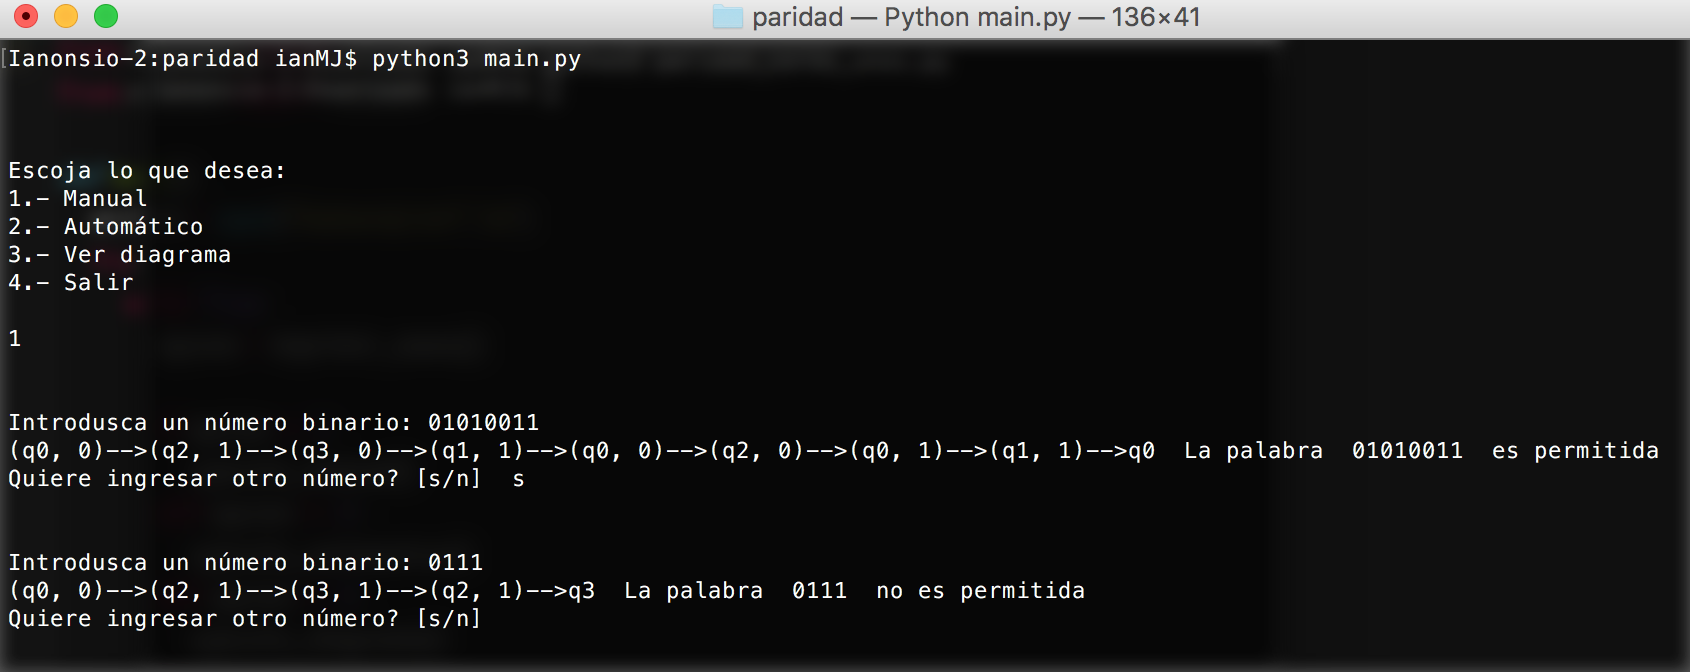 paridad — Python main.py — 136×41
[Ianonsio-2:paridad ianMJ$ python3 main.py
Escoja lo que desea:
1.- Manual
2.- Automático
3.- Ver diagrama
4.- Salir
1
Introdusca un número binario: 01010011
(q0, 0)-->(q2, 1)-->(q3, 0)-->(q1, 1)-->(q0, 0)-->(q2, 0)-->(q0, 1)-->(q1, 1)-->q0  La palabra  01010011  es permitida
Quiere ingresar otro número? [s/n]  s
Introdusca un número binario: 0111
(q0, 0)-->(q2, 1)-->(q3, 1)-->(q2, 1)-->q3  La palabra  0111  no es permitida
Quiere ingresar otro número? [s/n]